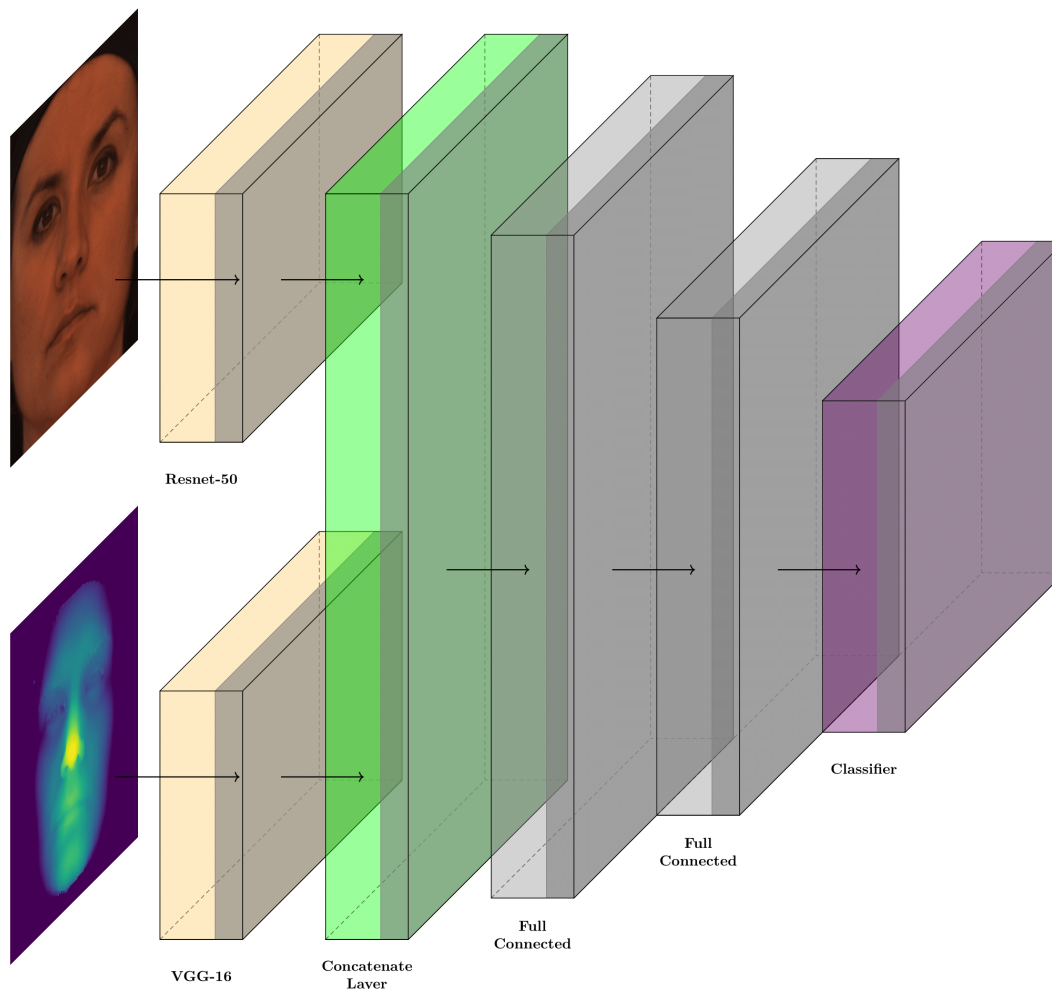 Resnet-50
VGG-16
Concatenate
Layer
Full
Connected
Full
Connected
Classifier